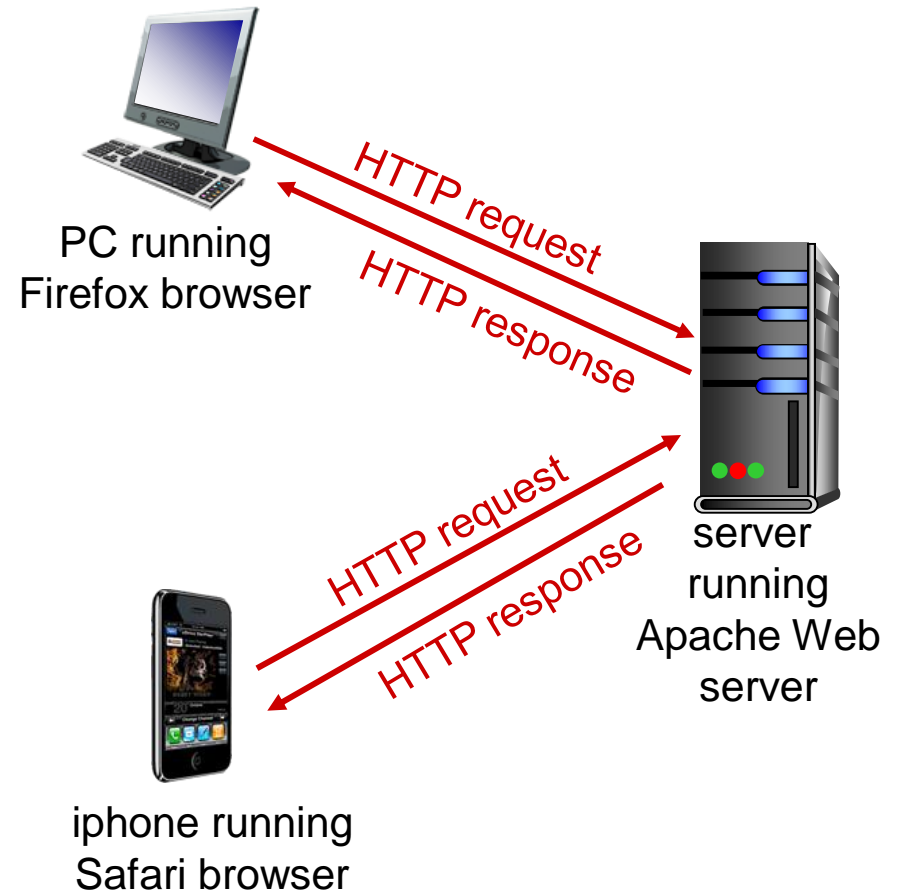 HTTP request
HTTP response
PC running
Firefox browser
HTTP request
HTTP response
server
running
Apache Web
server
iphone running
Safari browser